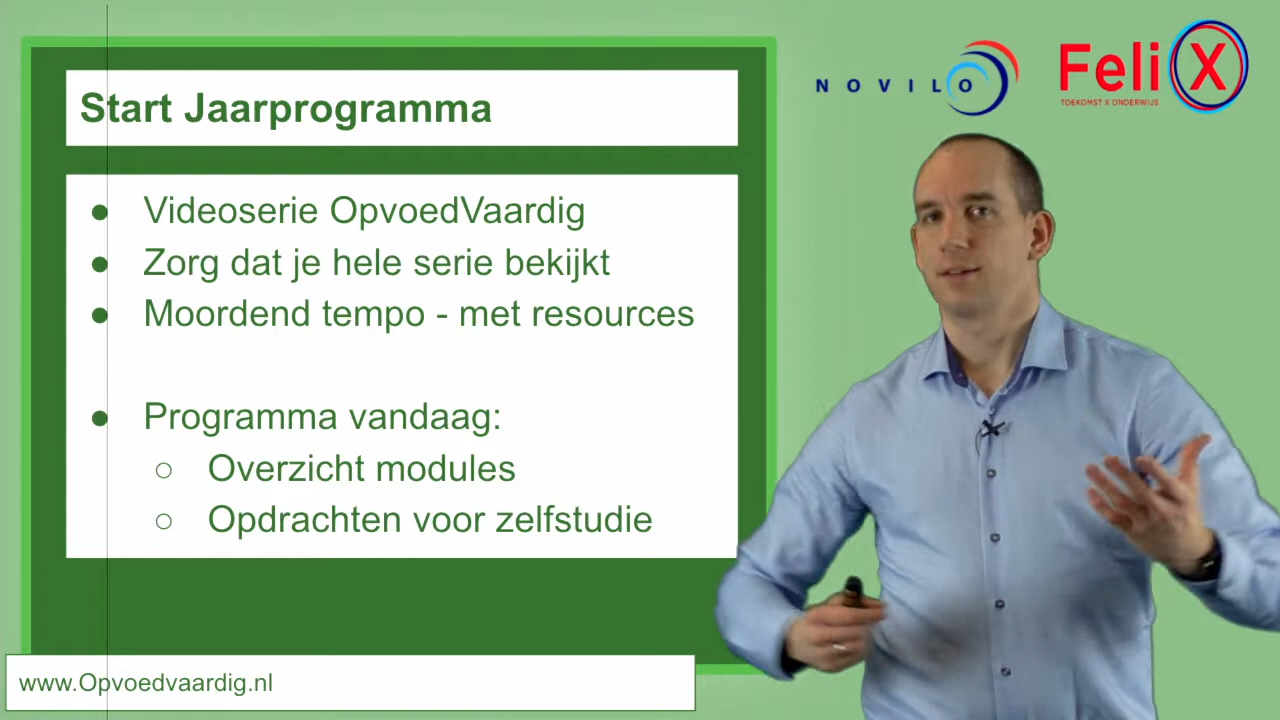 Start Jaarprogramma
● Videoserie OpvoedVaardig
● Zorg dat je hele serie bekijkt
● Moordend tempo - met resources
● Programma vandaag:
○ Overzicht modules
○ Opdrachten voor zelfstudie
www.Opvoedvaardig.nl
NOVILO
FeliX
TOEKOMST X ONDERWIJS